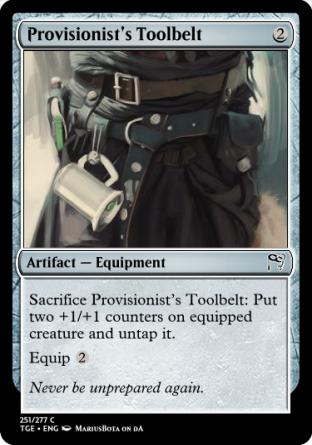 Provisionist's Toolbelt 2
Artifact — Equipment
Sacrifice Provisionist's Toolbelt: Put
two +1/+1 counters on equipped
creature and untap it.
Equip 2
Never be unprepared again.
251/277 C
TGE • ENG MariusBota on dA